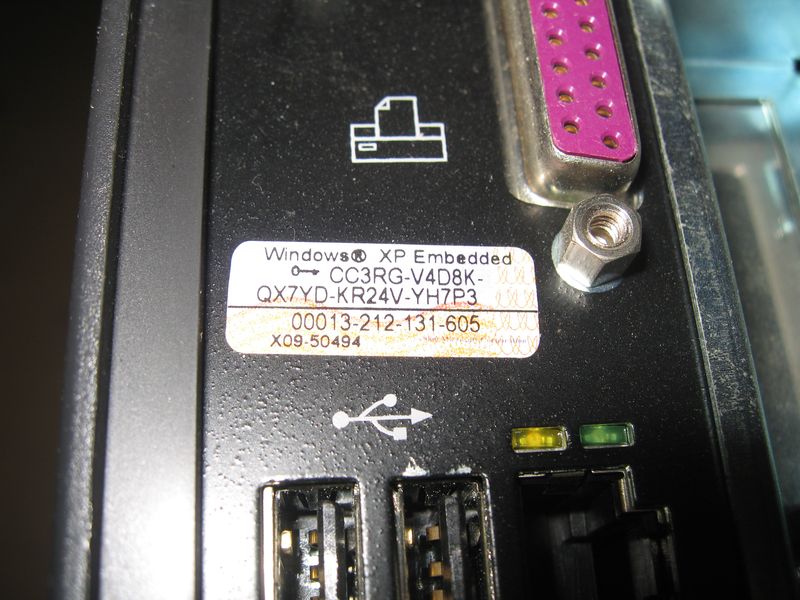 Windows® XP Embedded
CC3RG-V4D8K-
QX7YD-KR24V-YH7P3
00013-212-131-605
X09-50494